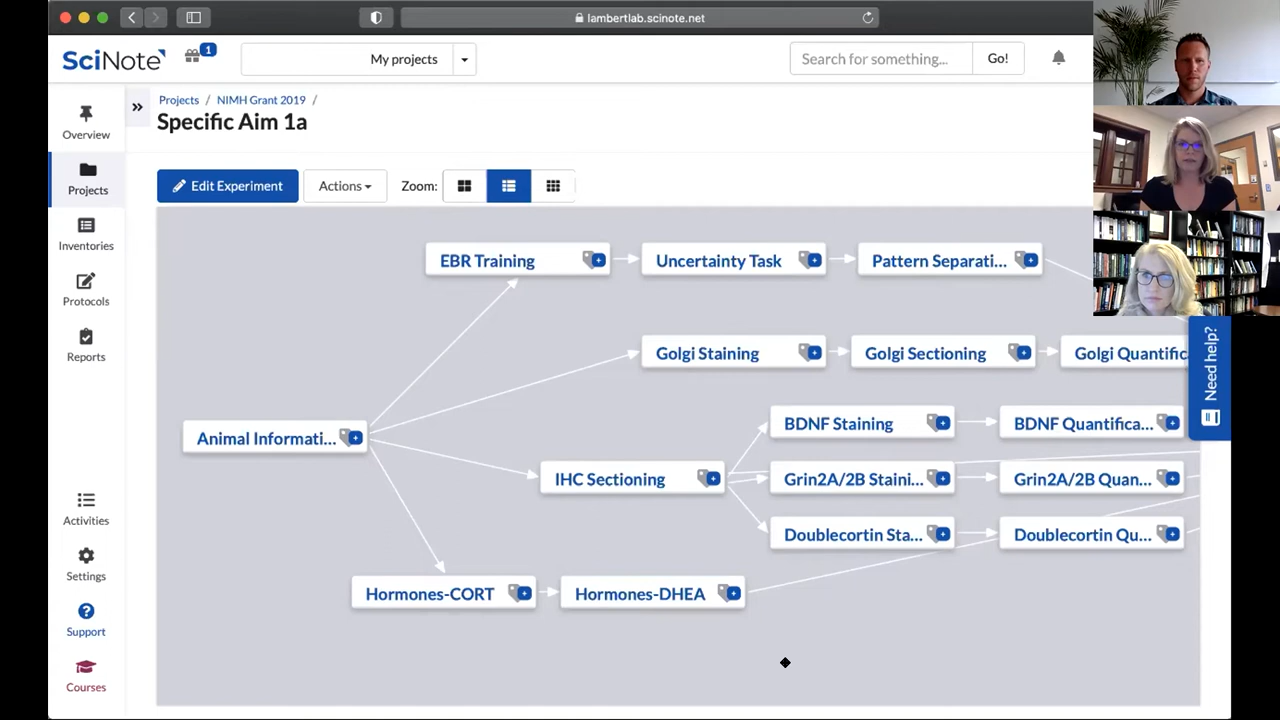 lambertlab.scinote.net
SciNote
1
My projects
Search for something...
Go!
Projects / NIMH Grant 2019 /
Specific Aim 1a
Overview
Projects
Inventories
Protocols
Reports
Activities
Settings
Support
Courses
Edit Experiment
Actions
Zoom:
EBR Training
Uncertainty Task
Pattern Separati...
Golgi Staining
Golgi Sectioning
Golgi Quantific
Animal Informati...
BDNF Staining
BDNF Quantifica...
IHC Sectioning
Grin2A/2B Staini...
Grin2A/2B Quan...
Doublecortin Sta...
Doublecortin Qu...
Hormones-CORT
Hormones-DHEA
Need help?